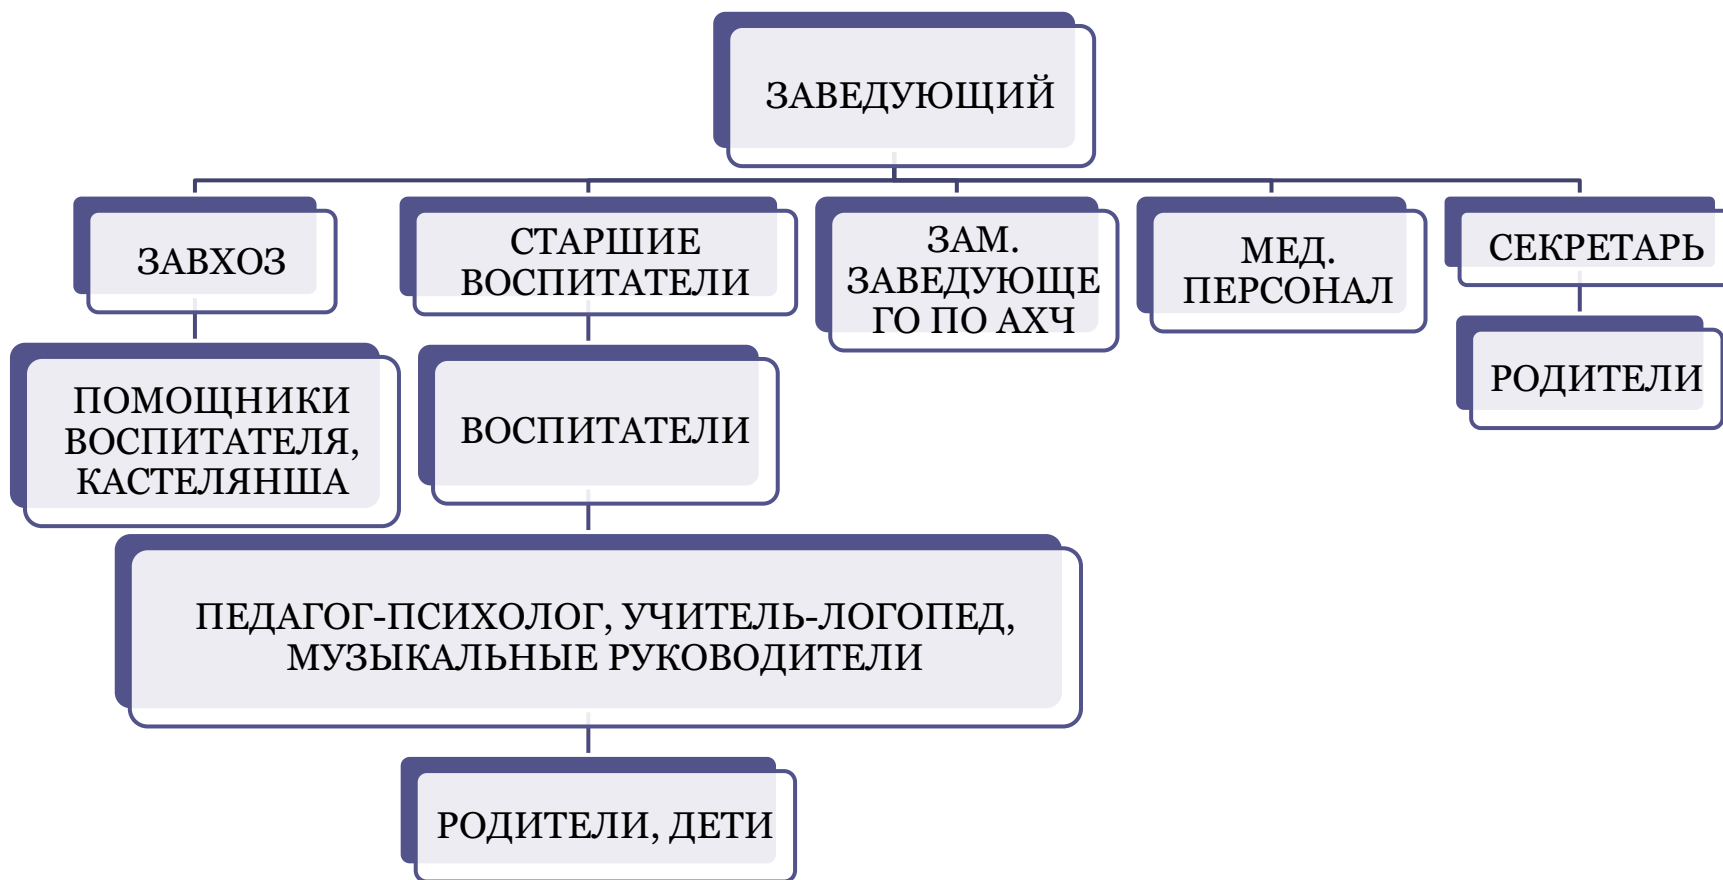 ЗАВЕДУЮЩИЙ
ЗАВХОЗ
СТАРШИЕ
ВОСПИТАТЕЛИ
ЗАМ.
ЗАВЕДУЮЩЕ
ГО ПО АХЧ
МЕД.
ПЕРСОНАЛ
СЕКРЕТАРЬ
ПОМОЩНИКИ
ВОСПИТАТЕЛЯ,
КАСТЕЛЯНША
ВОСПИТАТЕЛИ
РОДИТЕЛИ
ПЕДАГОГ-ПСИХОЛОГ, УЧИТЕЛЬ-ЛОГОПЕД,
МУЗЫКАЛЬНЫЕ РУКОВОДИТЕЛИ
РОДИТЕЛИ, ДЕТИ